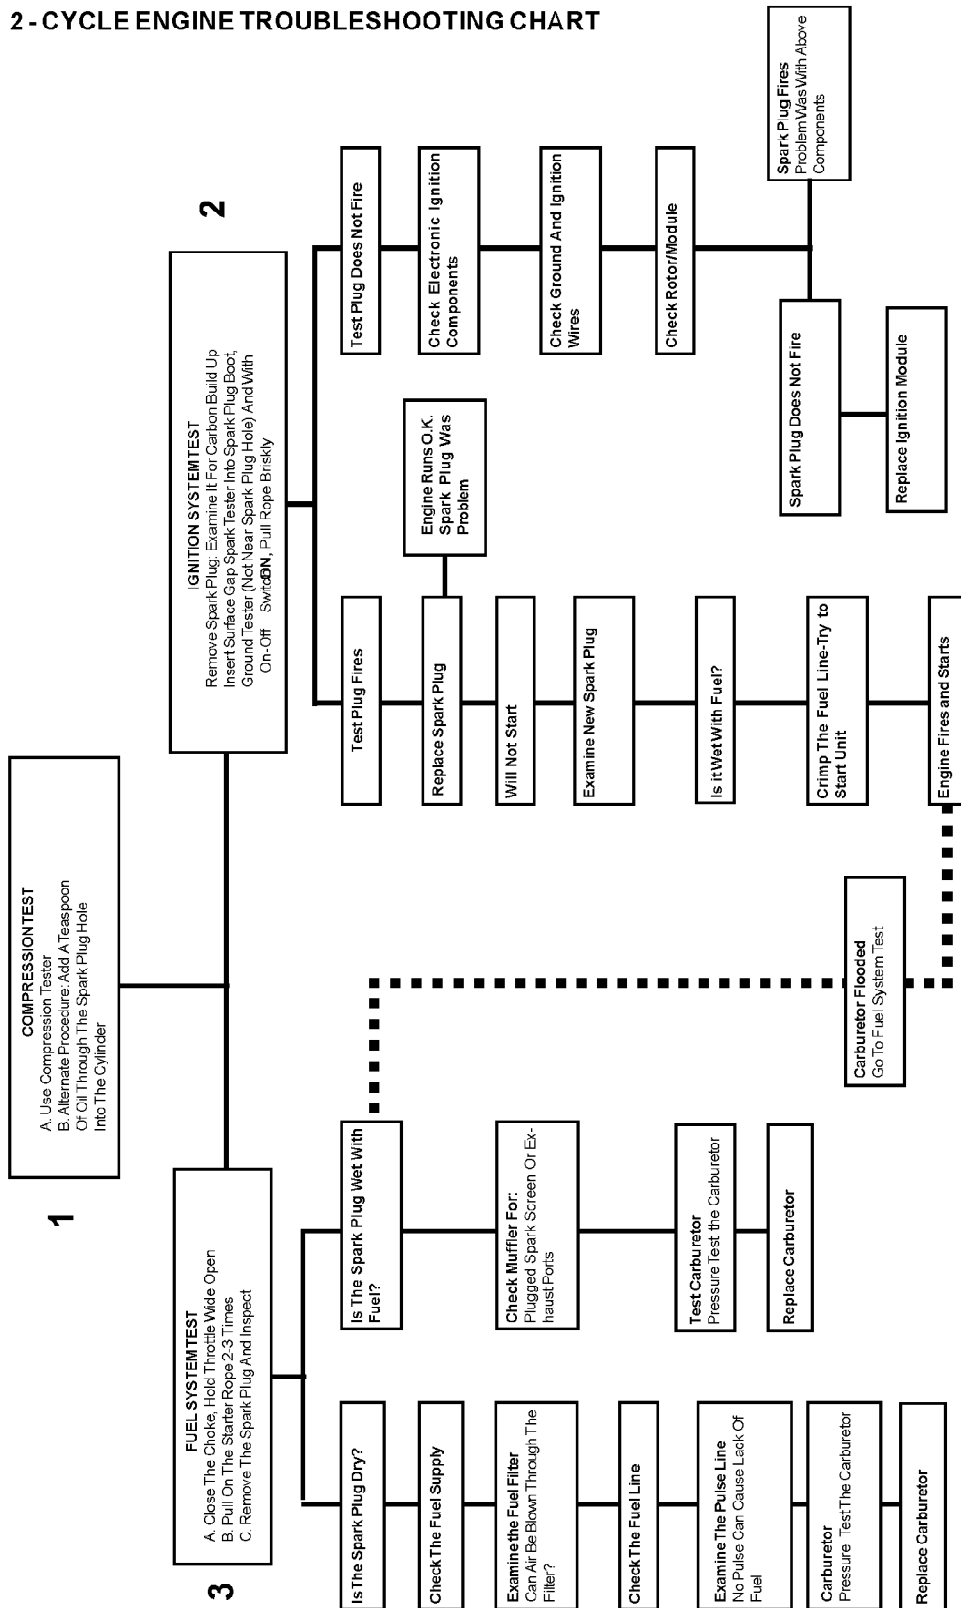 2 - CYCLE ENGINE TROUBLESHOOTING CHART
1
COMPRESSION TEST
A. Use Compression Tester
B. Alternate Procedure: Add A Teaspoon
Of Oil Through The Spark Plug Hole
Into The Cylinder
2
IGNITION SYSTEM TEST
Remove Spark Plug: Examine It For Carbon Build Up
Insert Surface Gap Spark Tester Into Spark Plug Boot,
Ground Tester (Not Near Spark Plug Hole) And With
On-Off ON, Pull Rope Briskly
Test Plug Fires
Replace Spark Plug
Engine Runs O.K.
Spark Plug Was
Problem
Will Not Start
Examine New Spark Plug
Is it Wet With Fuel?
Crimp The Fuel Line-Try to
Start Unit
Engine Fires and Starts
Carburetor Flooded
Go To Fuel System Test
Test Plug Does Not Fire
Check Electronic Ignition
Components
Check Ground And Ignition
Wires
Check Rotor/Module
Spark Plug Fires
Problem Was With Above
Components
Spark Plug Does Not Fire
Replace Ignition Module
3
FUEL SYSTEM TEST
A. Close The Choke, Hold Throttle Wide Open
B. Pull On The Starter Rope 2-3 Times
C. Remove The Spark Plug And Inspect
Is The Spark Plug Dry?
Check The Fuel Supply
Examine the Fuel Filter
Can Air Be Blown Through The
Filter?
Check The Fuel Line
Examine The Pulse Line
No Pulse Can Cause Lack Of
Fuel
Carburetor
Pressure Test The Carburetor
Replace Carburetor
Is The Spark Plug Wet With
Fuel?
Check Muffler For:
Plugged Spark Screen Or Ex-
haust Ports
Test Carburetor
Pressure Test the Carburetor
Replace Carburetor